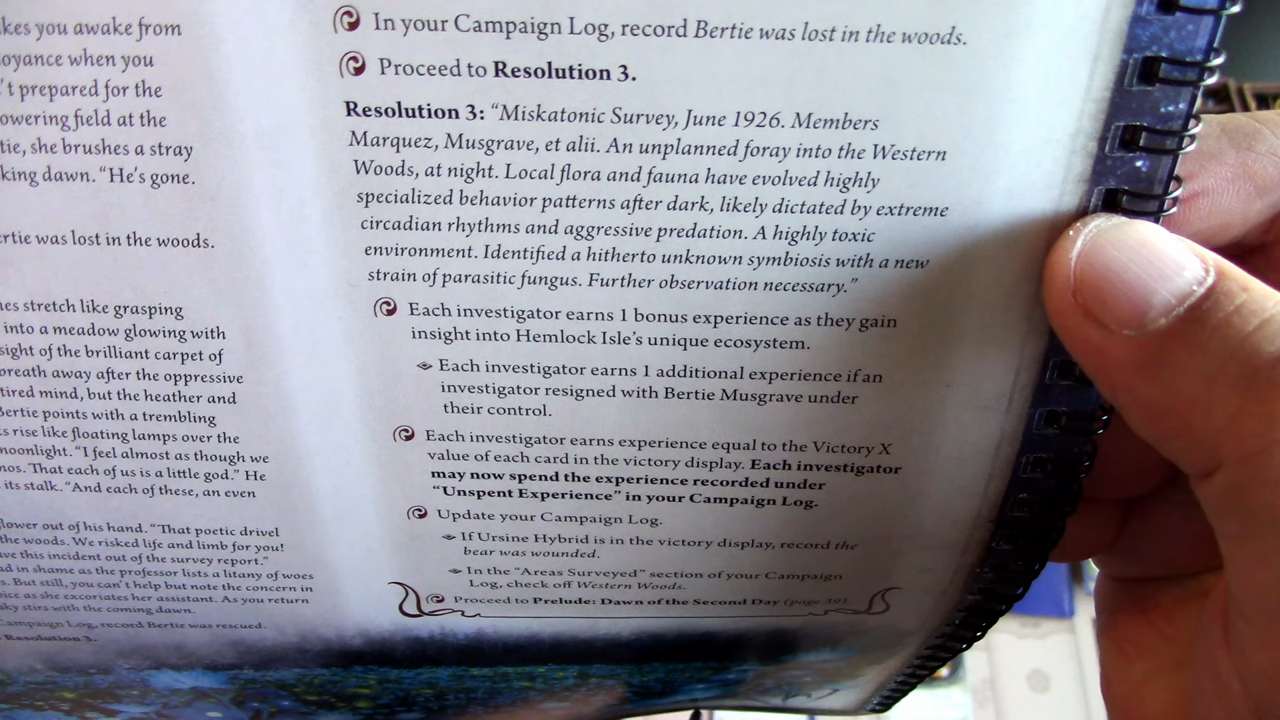 kes you awake from
oyance when you
't prepared for the
owering field at the
tie, she brushes a stray
king dawn. “He's gone.
ertie was lost in the woods.
nes stretch like grasping
into a meadow glowing with
sight of the brilliant carpet of
breath away after the oppressive
tired mind, but the heather and
Bertie points with a trembling
s rise like floating lamps over the
moonlight. “I feel almost as though we
mos. That each of us is a little god.” He
its stalk. “And each of these, an even
lower out of his hand. “That poetic drivel
the woods. We risked life and limb for you!
ave this incident out of the survey report.”
ad in shame as the professor lists a litany of woes
s. But still, you can't help but note the concern in
oice as she excoriates her assistant. As you return
sky stirs with the coming dawn.
Campaign Log, record Bertie was rescued.
Resolution 3.
In your Campaign Log, record Bertie was lost in the woods.
Proceed to Resolution 3.
Resolution 3: “Miskatonic Survey, June 1926. Members
Marquez, Musgrave, et alii. An unplanned foray into the Western
Woods, at night. Local flora and fauna have evolved highly
specialized behavior patterns after dark, likely dictated by extreme
circadian rhythms and aggressive predation. A highly toxic
environment. Identified a hitherto unknown symbiosis with a new
strain of parasitic fungus. Further observation necessary.”
Each investigator earns 1 bonus experience as they gain
insight into Hemlock Isle's unique ecosystem.
Each investigator earns 1 additional experience if an
investigator resigned with Bertie Musgrave under
their control.
Each investigator earns experience equal to the Victory X
value of each card in the victory display. Each investigator
may now spend the experience recorded under
“Unspent Experience” in your Campaign Log.
Update your Campaign Log.
If Ursine Hybrid is in the victory display, record the
bear was wounded.
In the “Areas Surveyed” section of your Campaign
Log, check off Western Woods.
Proceed to Prelude: Dawn of the Second Day (page 30).